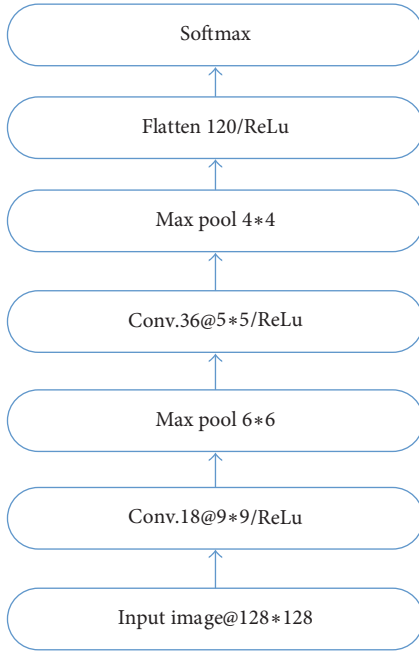 Softmax
Flatten 120/ReLu
Max pool 4*4
Conv.36@5*5/ReLu
Max pool 6*6
Conv.18@9*9/ReLu
Input image@128*128